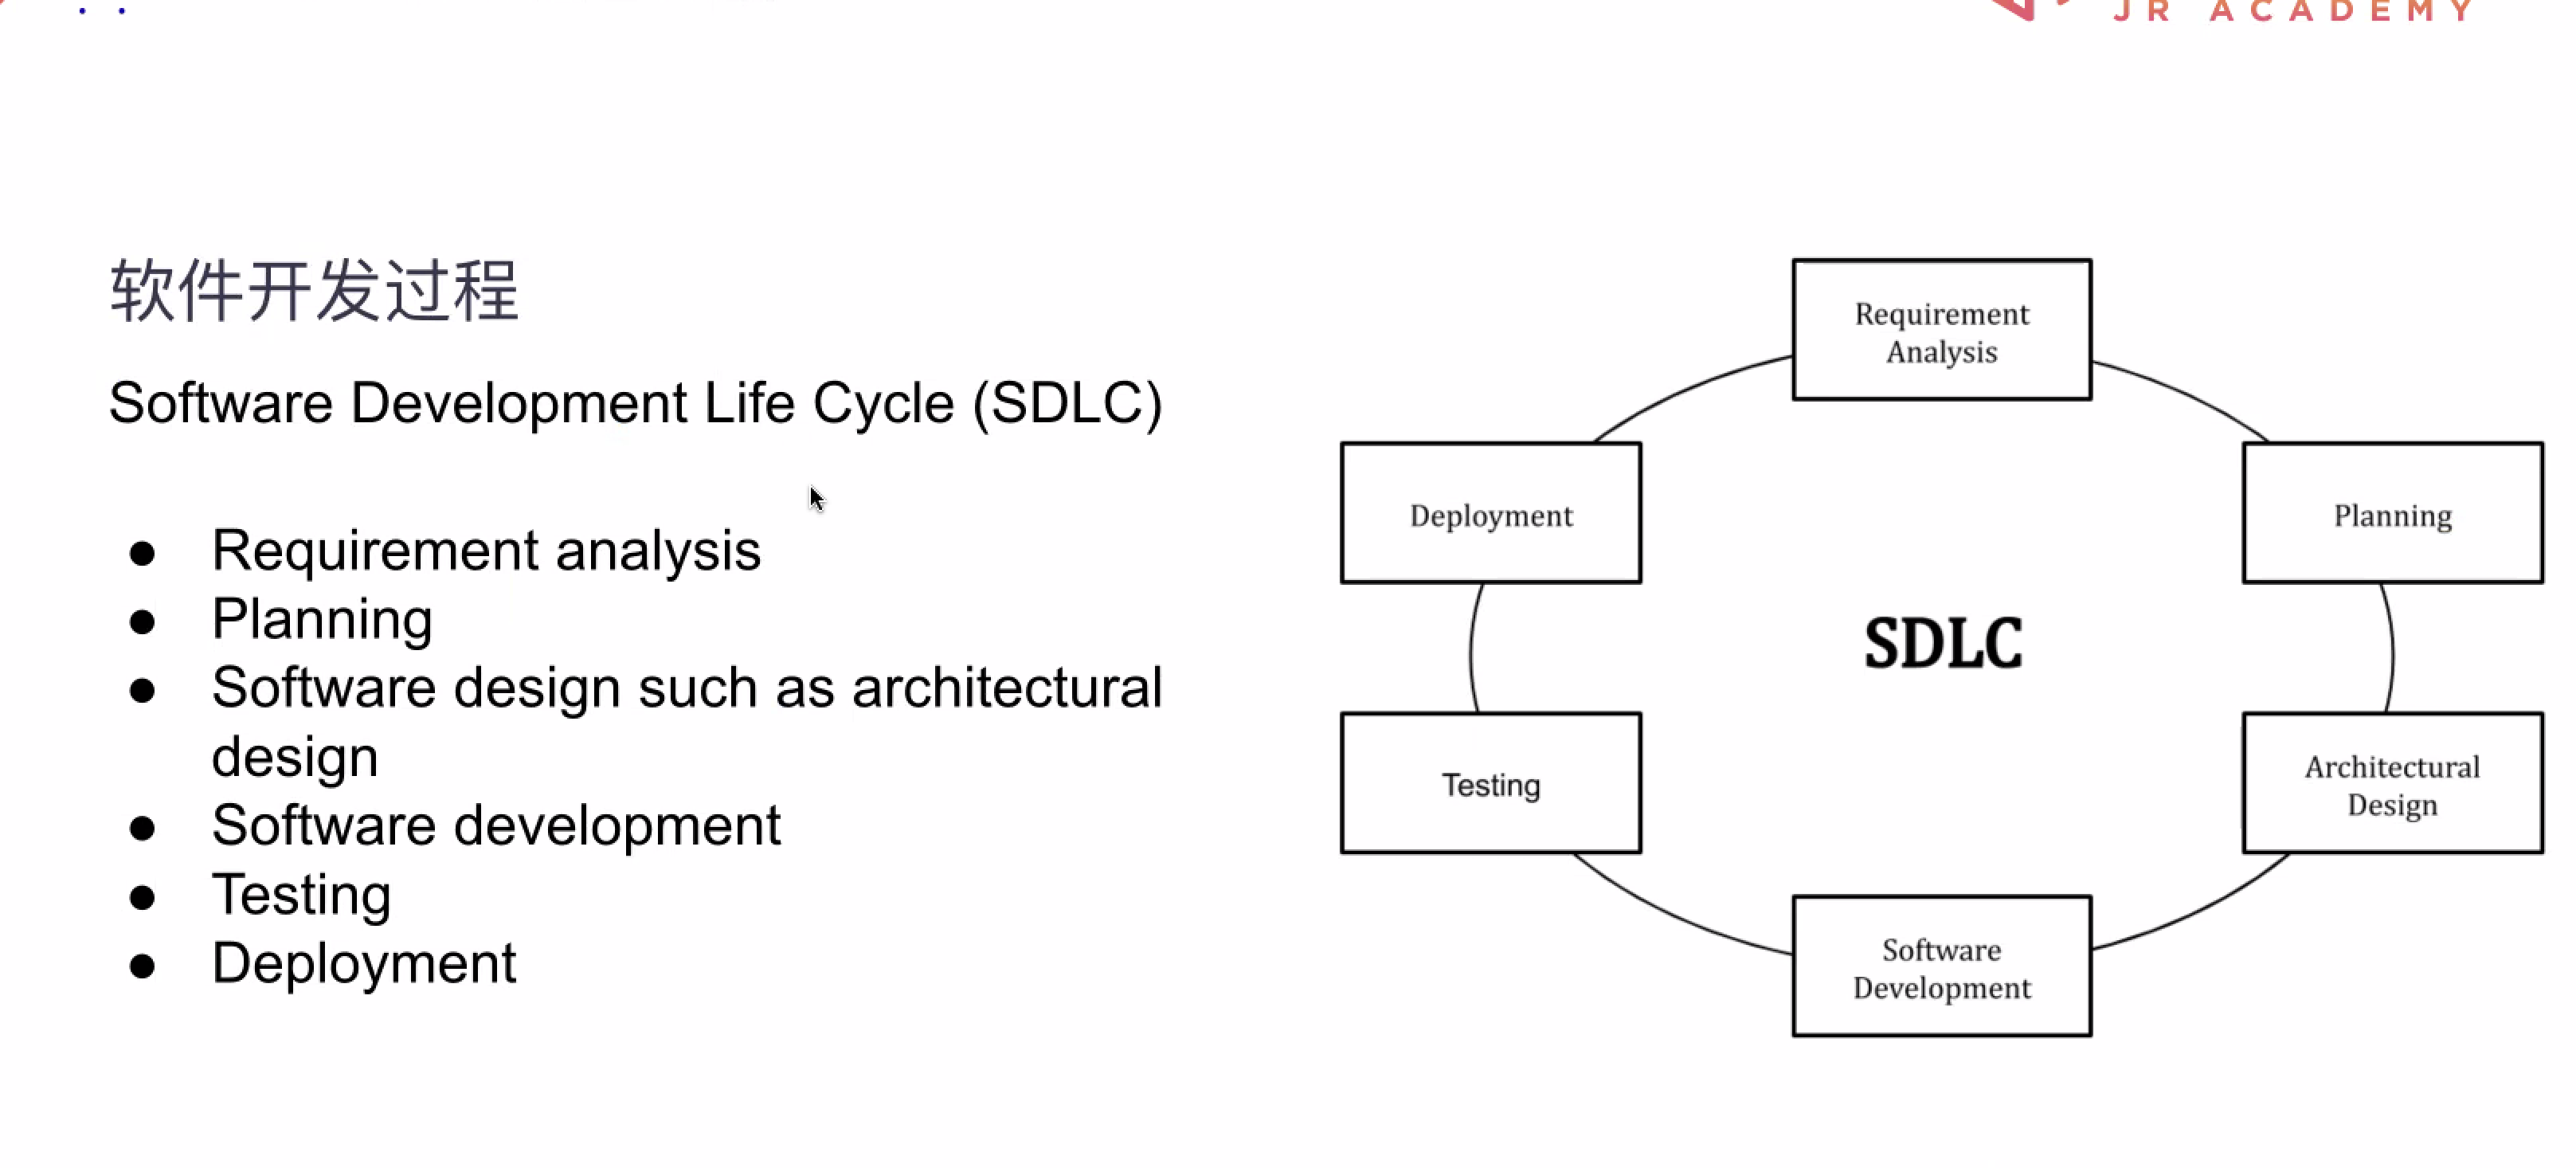 JR ACADEMY
软件开发过程
Software Development Life Cycle (SDLC)
● Requirement analysis
● Planning
● Software design such as architectural
design
● Software development
● Testing
● Deployment
Requirement
Analysis
Deployment
Planning
SDLC
Testing
Architectural
Design
Software
Development